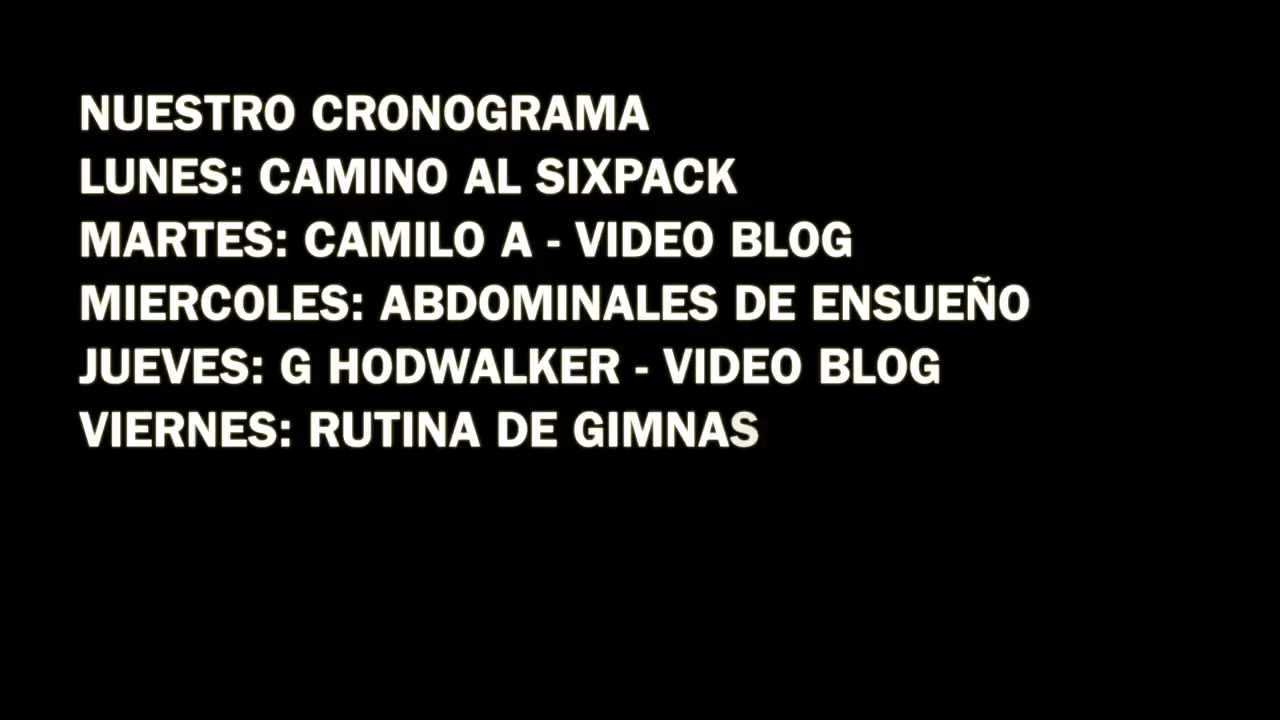 NUESTRO CRONOGRAMA
LUNES: CAMINO AL SIXPACK
MARTES: CAMILO A - VIDEO BLOG
MIERCOLES: ABDOMINALES DE ENSUEÑO
JUEVES: G HODWALKER - VIDEO BLOG
VIERNES: RUTINA DE GIMNAS